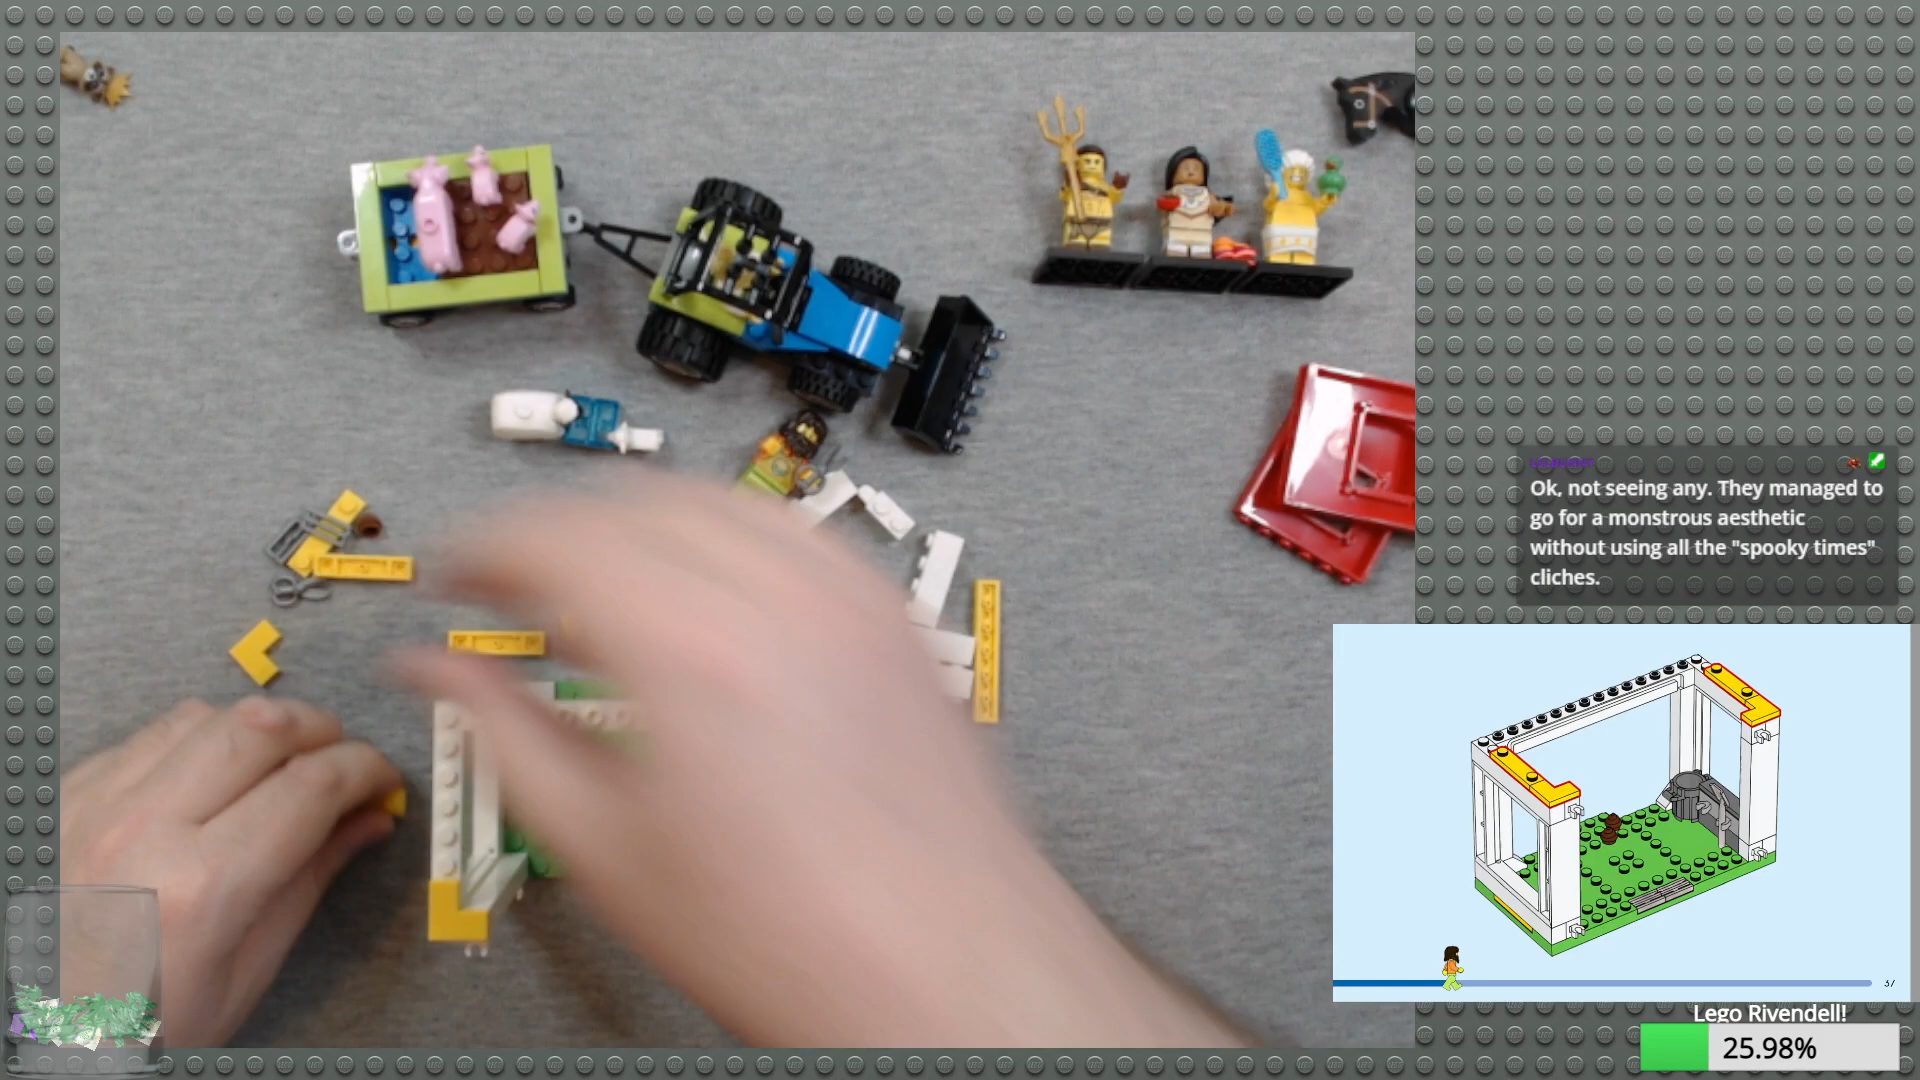 Ok, not seeing any. They managed to
go for a monstrous aesthetic
without using all the "spooky times"
cliches.
37
Lego Rivendell!
25.98%